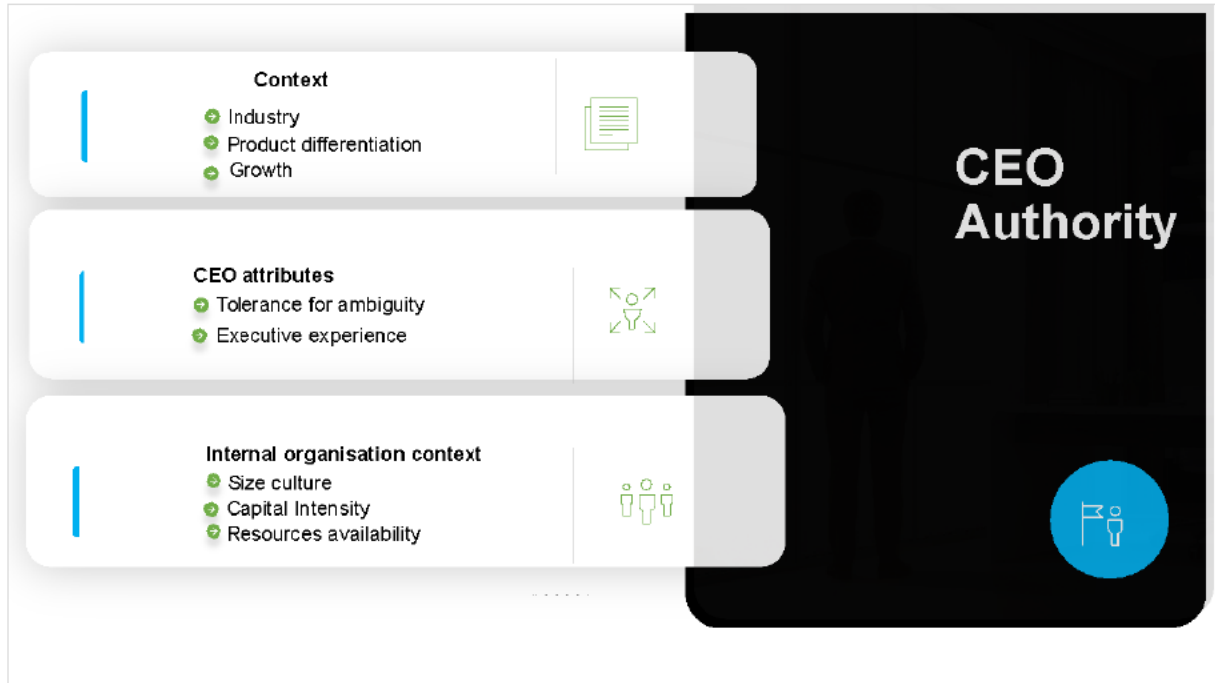 Context
Industry
Product differentiation
Growth
CEO attributes
Tolerance for ambiguity
Executive experience
Internal organisation context
Size culture
Capital Intensity
Resources availability
CEO
Authority